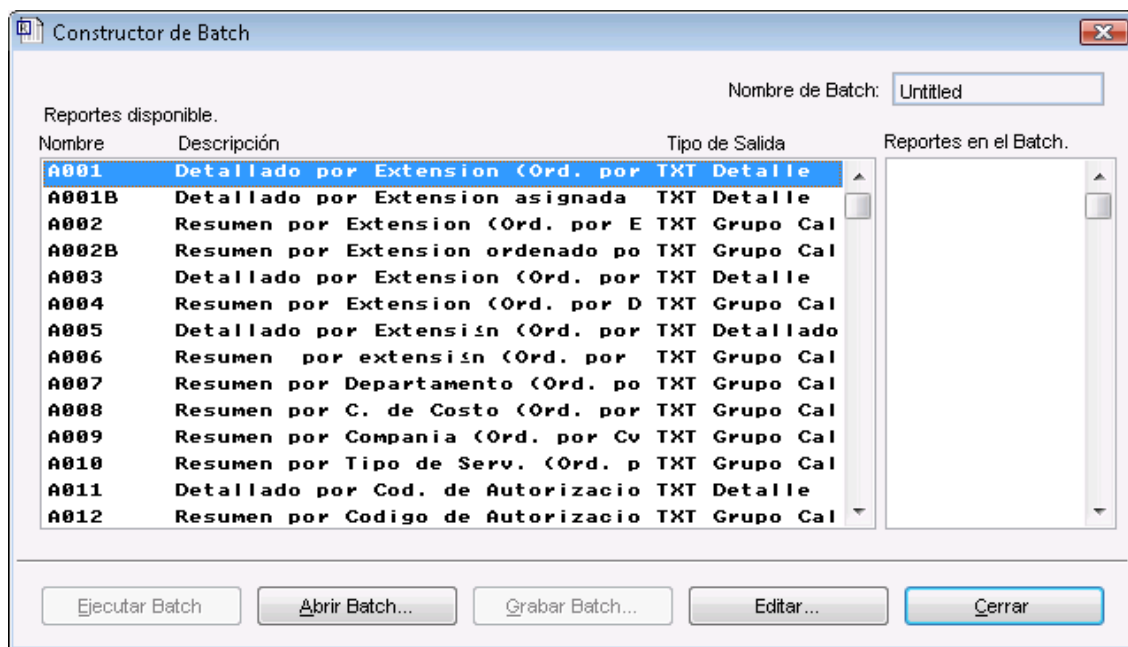 Constructor de Batch
Nombre de Batch: Untitled
Reportes disponible.
Nombre Descripción Tipo de Salida Reportes en el Batch.
A001 Detallado por Extension (Ord. por TXT Detalle
A001B Detallado por Extension asignada TXT Detalle
A002 Resumen por Extension (Ord. por E TXT Grupo Cal
A002B Resumen por Extension ordenado po TXT Grupo Cal
A003 Detallado por Extension (Ord. por TXT Detalle
A004 Resumen por Extension (Ord. por D TXT Grupo Cal
A005 Detallado por Extensi≤n (Ord. por TXT Detallado
A006 Resumen por extensi≤n (Ord. por TXT Grupo Cal
A007 Resumen por Departamento (Ord. po TXT Grupo Cal
A008 Resumen por C. de Costo (Ord. por TXT Grupo Cal
A009 Resumen por Compania (Ord. por Cv TXT Grupo Cal
A010 Resumen por Tipo de Serv. (Ord. p TXT Grupo Cal
A011 Detallado por Cod. de Autorizacio TXT Detalle
A012 Resumen por Codigo de Autorizacio TXT Grupo Cal
Ejecutar Batch Abrir Batch... Grabar Batch... Editar... Cerrar